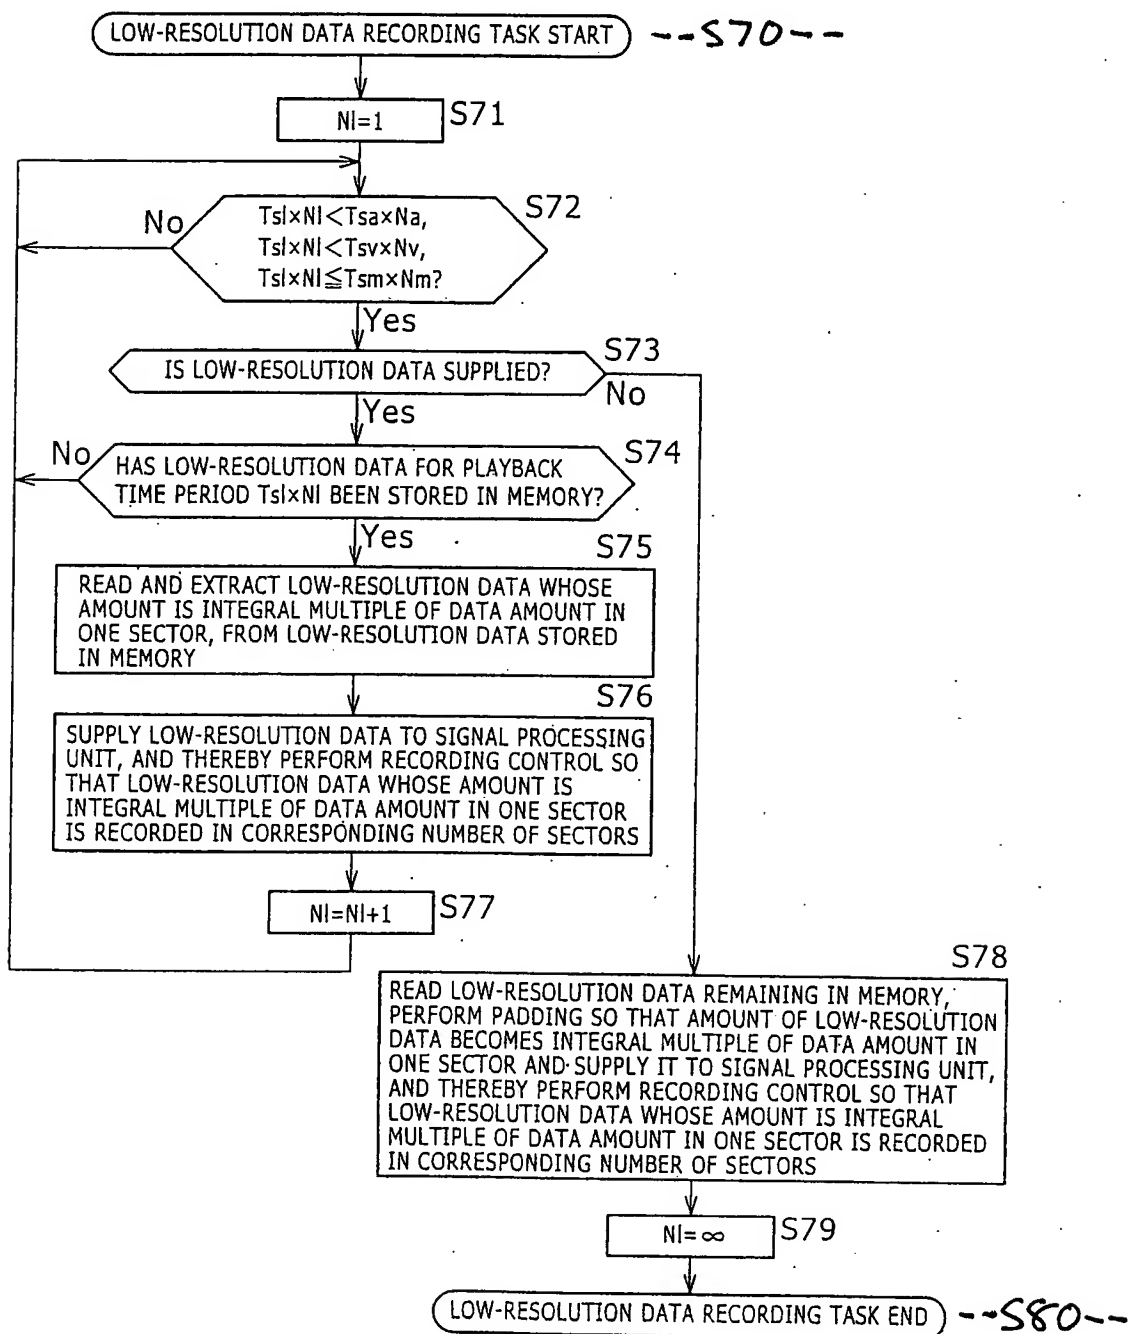 LOW-RESOLUTION DATA RECORDING TASK START --S70--
Nl=1 S71
S72
No
Tsl×Nl<Tsa×Na,
Tsl×Nl<Tsv×Nv,
Tsl×Nl≦Tsm×Nm?
Yes
S73
IS LOW-RESOLUTION DATA SUPPLIED?
No
Yes
S74
No
HAS LOW-RESOLUTION DATA FOR PLAYBACK
TIME PERIOD Tsl×Nl BEEN STORED IN MEMORY?
Yes
S75
READ AND EXTRACT LOW-RESOLUTION DATA WHOSE
AMOUNT IS INTEGRAL MULTIPLE OF DATA AMOUNT IN
ONE SECTOR, FROM LOW-RESOLUTION DATA STORED
IN MEMORY
S76
SUPPLY LOW-RESOLUTION DATA TO SIGNAL PROCESSING
UNIT, AND THEREBY PERFORM RECORDING CONTROL SO
THAT LOW-RESOLUTION DATA WHOSE AMOUNT IS
INTEGRAL MULTIPLE OF DATA AMOUNT IN ONE SECTOR
IS RECORDED IN CORRESPONDING NUMBER OF SECTORS
Nl=Nl+1 S77
S78
READ LOW-RESOLUTION DATA REMAINING IN MEMORY,
PERFORM PADDING SO THAT AMOUNT OF LOW-RESOLUTION
DATA BECOMES INTEGRAL MULTIPLE OF DATA AMOUNT IN
ONE SECTOR AND SUPPLY IT TO SIGNAL PROCESSING UNIT,
AND THEREBY PERFORM RECORDING CONTROL SO THAT
LOW-RESOLUTION DATA WHOSE AMOUNT IS INTEGRAL
MULTIPLE OF DATA AMOUNT IN ONE SECTOR IS RECORDED
IN CORRESPONDING NUMBER OF SECTORS
Nl=∞ S79
LOW-RESOLUTION DATA RECORDING TASK END --S80--